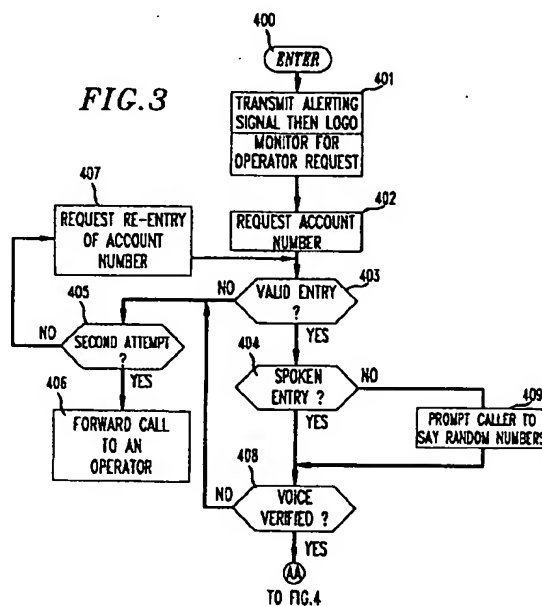 400
ENTER
FIG.3
401
TRANSMIT ALERTING
SIGNAL THEN LOGO
MONITOR FOR
OPERATOR REQUEST
407
REQUEST RE-ENTRY
OF ACCOUNT
NUMBER
402
REQUEST ACCOUNT
NUMBER
403
NO
VALID ENTRY
?
YES
405
NO
SECOND ATTEMPT
?
YES
404
SPOKEN
ENTRY ?
NO
YES
409
PROMPT CALLER TO
SAY RANDOM NUMBERS
406
FORWARD CALL
TO AN
OPERATOR
408
NO
VOICE
VERIFIED ?
YES
AA
TO FIG.4